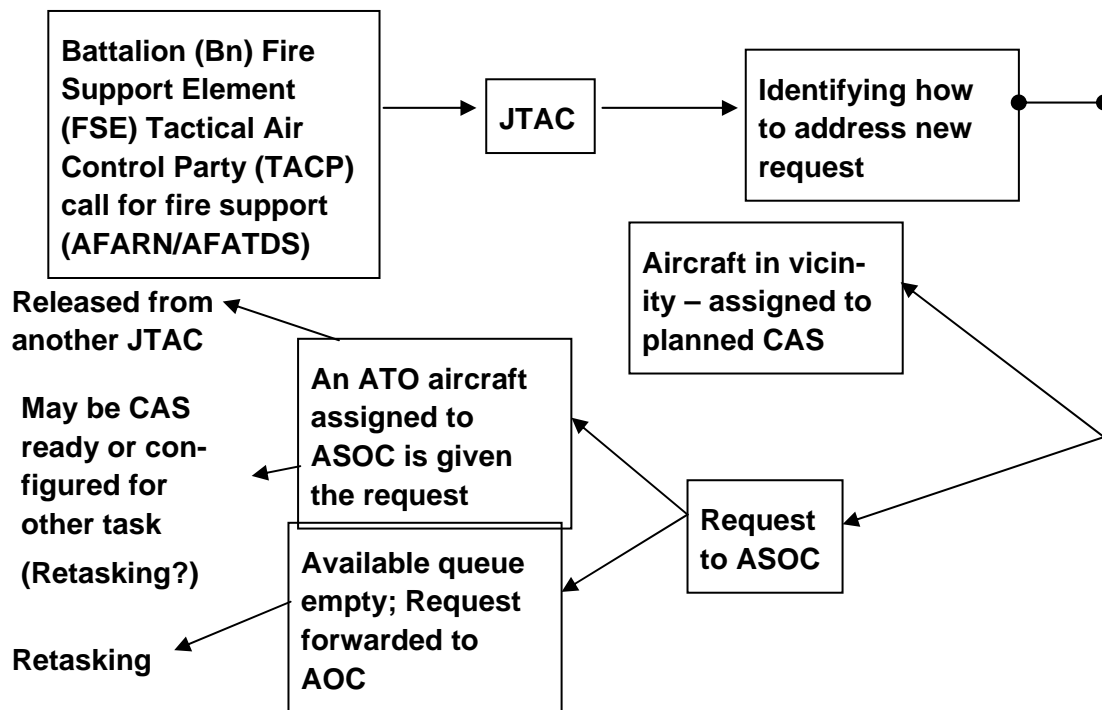 Battalion (Bn) Fire
Support Element
(FSE) Tactical Air
Control Party (TACP)
call for fire support
(AFARN/AFATDS)
JTAC
Identifying how
to address new
request
Aircraft in vicin-
ity – assigned to
planned CAS
Released from
another JTAC
An ATO aircraft
assigned to
ASOC is given
the request
May be CAS
ready or con-
figured for
other task
(Retasking?)
Request
to ASOC
Available queue
empty; Request
forwarded to
AOC
Retasking